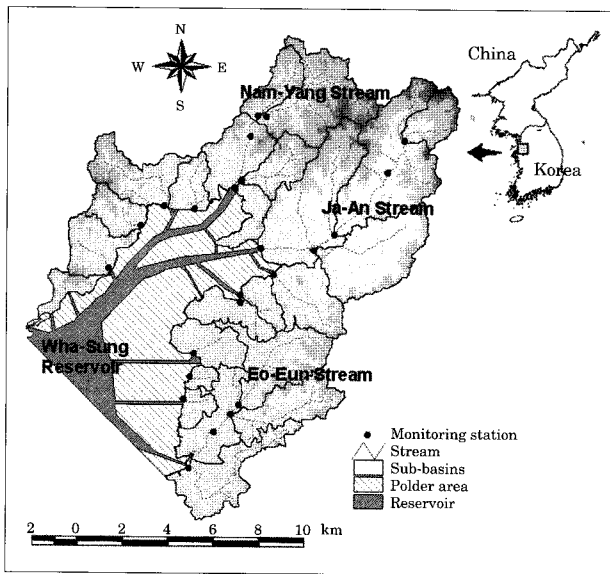 N
W E
S
China
Korea
Nam-Yang Stream
Ja-An Stream
Wha-Sung
Reservoir
Eo-Eun Stream
Monitoring station
Stream
Sub-basins
Polder area
Reservoir
2 0 2 4 6 8 10 km